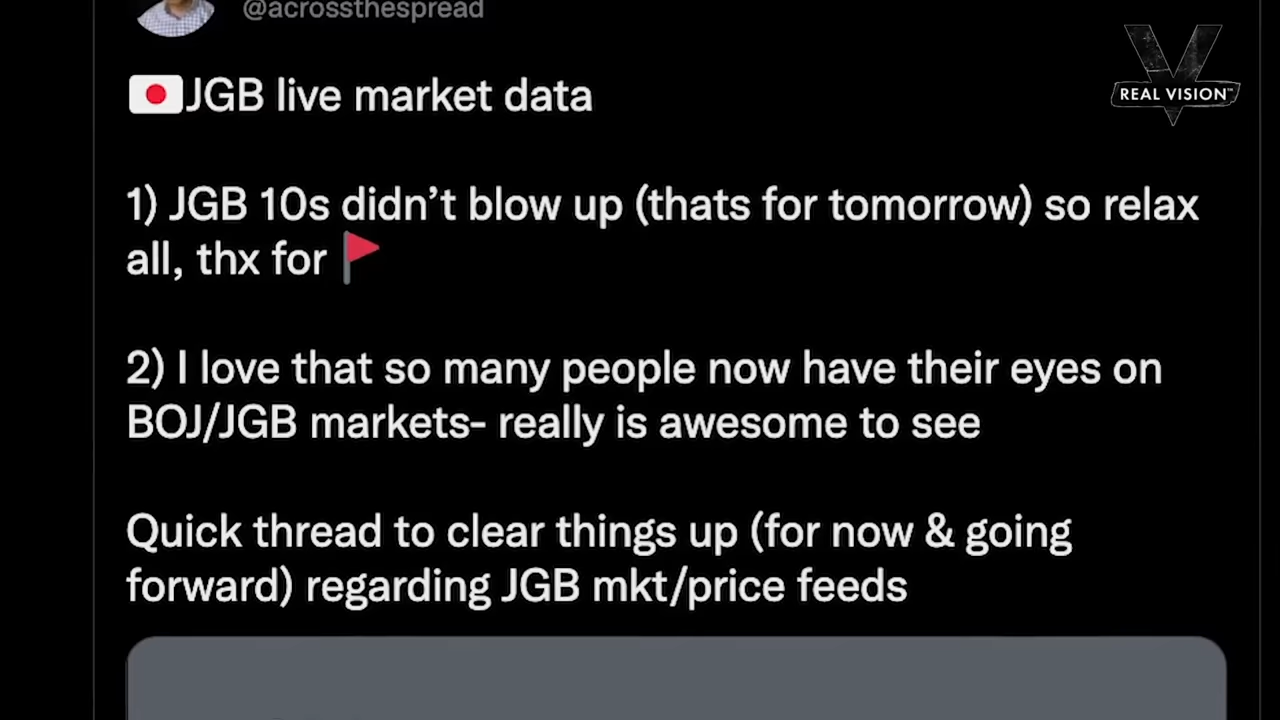 @acrossthespread
REAL VISION™
🇯🇵JGB live market data
1) JGB 10s didn’t blow up (thats for tomorrow) so relax
all, thx for 🚩
2) I love that so many people now have their eyes on
BOJ/JGB markets- really is awesome to see
Quick thread to clear things up (for now & going
forward) regarding JGB mkt/price feeds